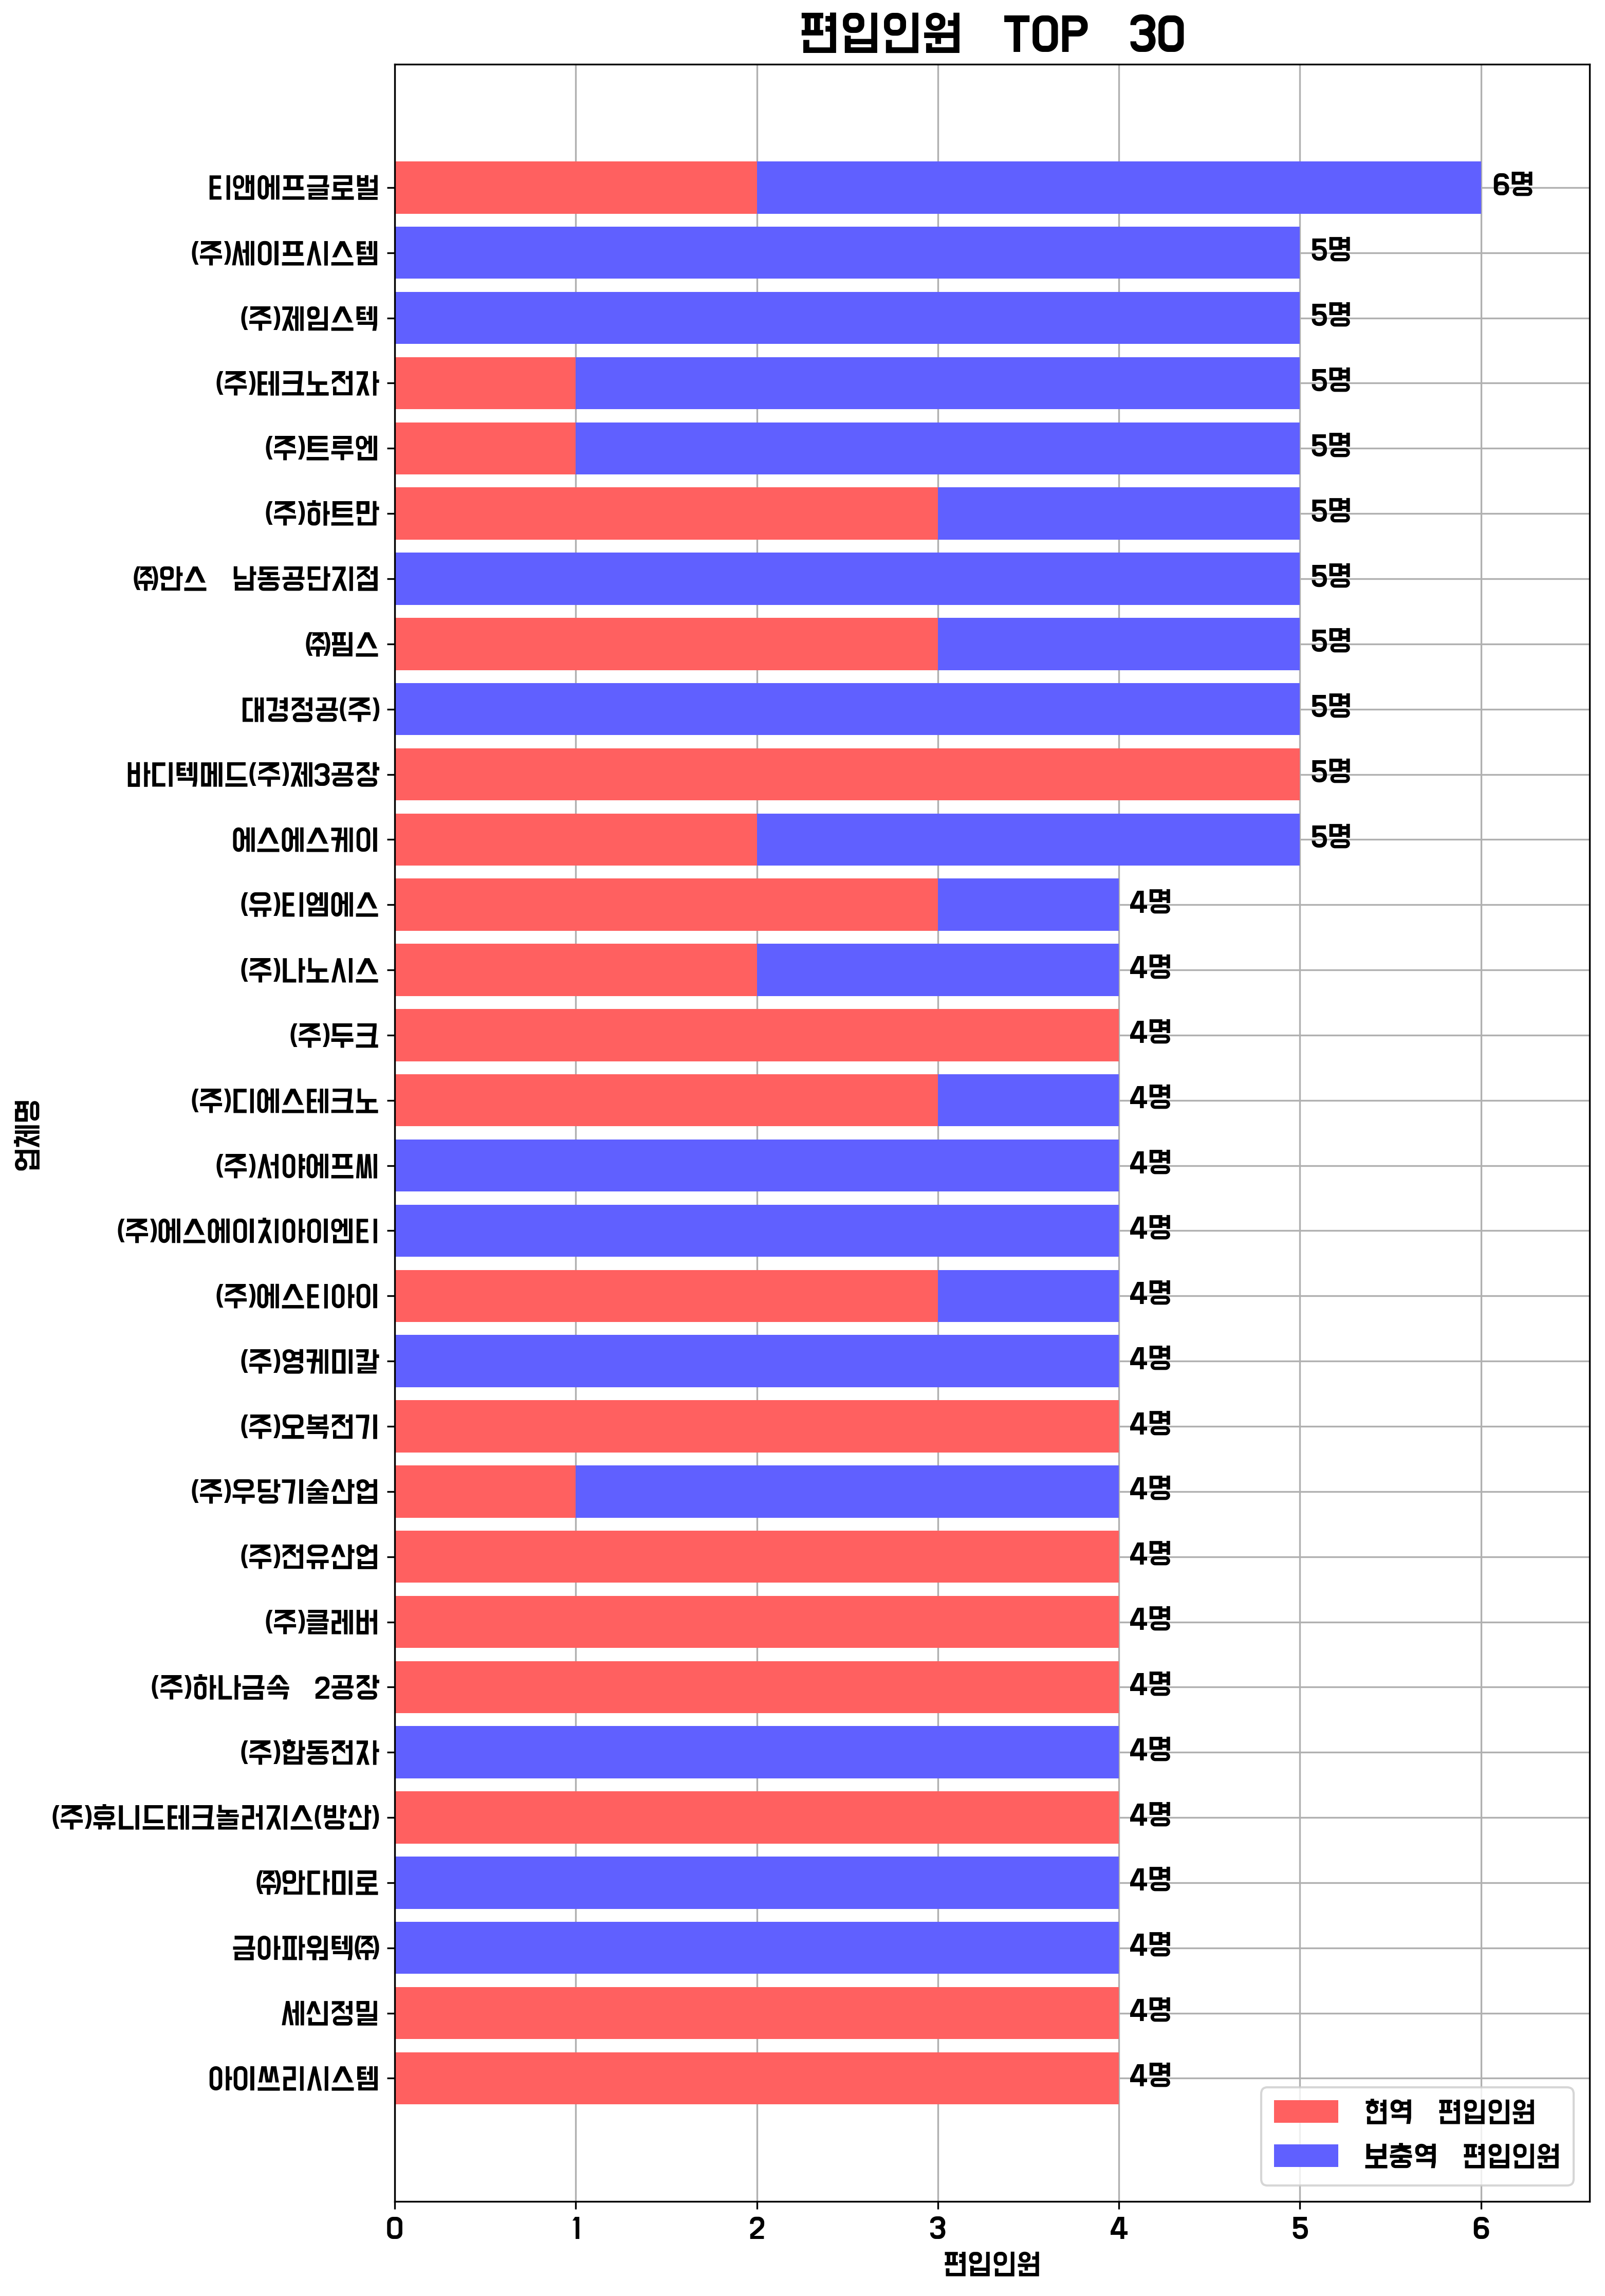 편입인원 TOP 30
티앤에프글로벌 6명
(주)세이프시스템 5명
(주)제임스텍 5명
(주)테크노전자 5명
(주)트루엔 5명
(주)하트만 5명
㈜안스 남동공단지점 5명
㈜핌스 5명
대경정공(주) 5명
바디텍메드(주)제3공장 5명
에스에스케이 5명
(유)티엠에스 4명
(주)나노시스 4명
(주)두크 4명
(주)디에스테크노 4명
(주)서야에프씨 4명
(주)에스에이치아이엔티 4명
(주)에스티아이 4명
(주)영케미칼 4명
(주)오복전기 4명
(주)우당기술산업 4명
(주)전유산업 4명
(주)클레버 4명
(주)하나금속 2공장 4명
(주)합동전자 4명
(주)휴니드테크놀러지스(방산) 4명
㈜안다미로 4명
금아파워텍㈜ 4명
세신정밀 4명
아이쓰리시스템 4명
업체명
현역 편입인원
보충역 편입인원
0 1 2 3 4 5 6
편입인원